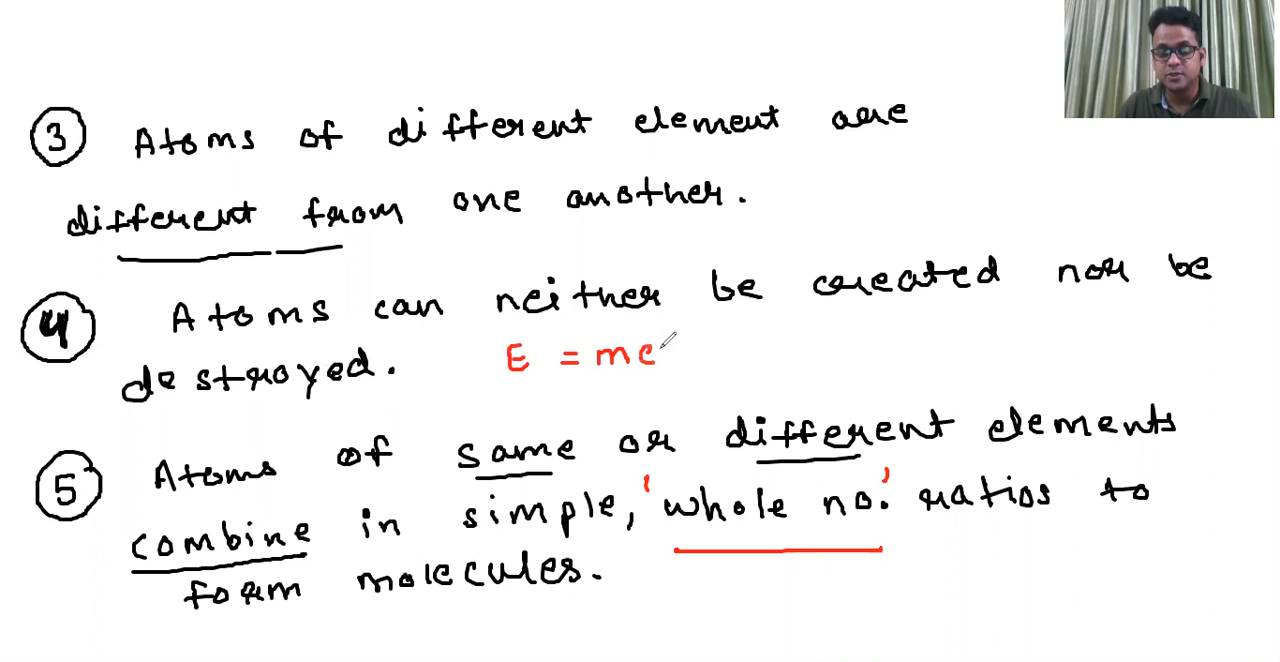 ③ Atoms of different element are
different from one another.
④ Atoms can neither be created nor be
destroyed. E = mc
⑤ Atoms of same or different elements
combine in simple, 'whole no.' ratios to
form molecules.